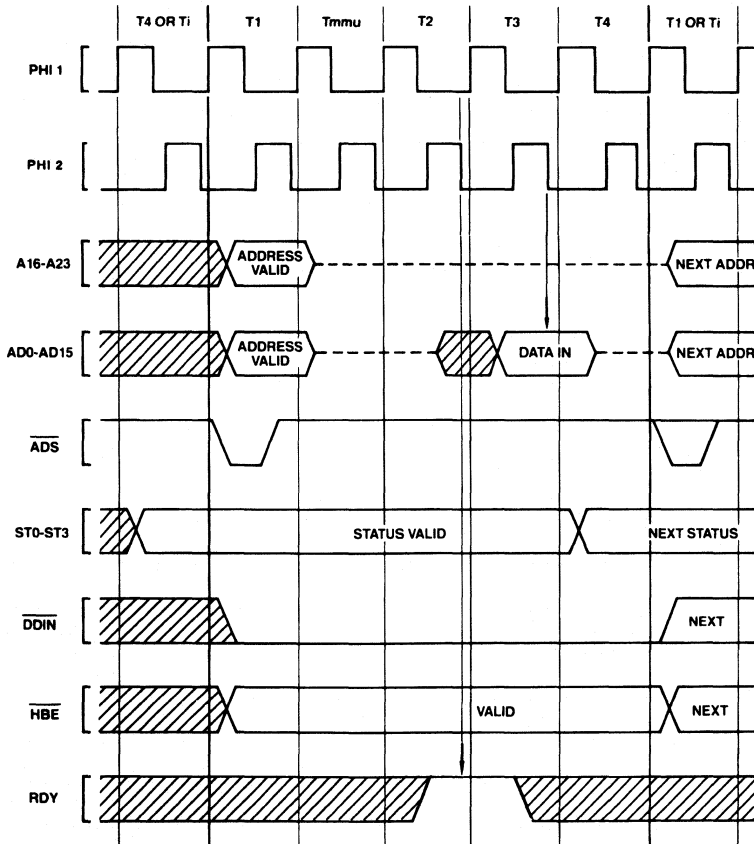 T4 OR Ti T1 Tmmu T2 T3 T4 T1 OR Ti
PHI 1
PHI 2
A16-A23 ADDRESS VALID NEXT ADDR
AD0-AD15 ADDRESS VALID DATA IN NEXT ADDR
ADS
ST0-ST3 STATUS VALID NEXT STATUS
DDIN NEXT
HBE VALID NEXT
RDY